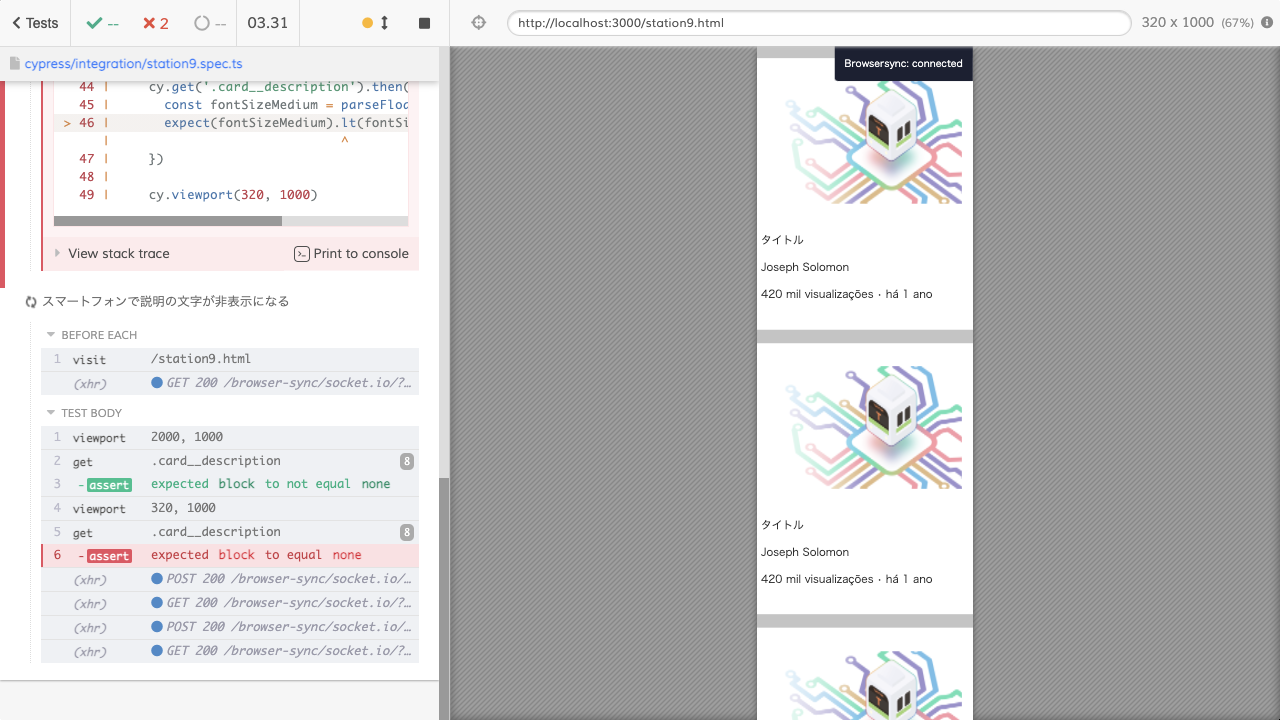 Tests
--
2
--
03.31
http://localhost:3000/station9.html
320 x 1000 (67%)
cypress/integration/station9.spec.ts
44 | cy.get('.card__description').then(
45 | const fontSizeMedium = parseFloa
> 46 | expect(fontSizeMedium).lt(fontSi
| ^
47 | })
48 |
49 | cy.viewport(320, 1000)
View stack trace
Print to console
スマートフォンで説明の文字が非表示になる
BEFORE EACH
1 visit /station9.html
(xhr) GET 200 /browser-sync/socket.io/?…
TEST BODY
1 viewport 2000, 1000
2 get .card__description 8
3 -assert expected block to not equal none
4 viewport 320, 1000
5 get .card__description 8
6 -assert expected block to equal none
(xhr) POST 200 /browser-sync/socket.io/…
(xhr) GET 200 /browser-sync/socket.io/?…
(xhr) POST 200 /browser-sync/socket.io/…
(xhr) GET 200 /browser-sync/socket.io/?…
Browsersync: connected
タイトル
Joseph Solomon
420 mil visualizações · há 1 ano
タイトル
Joseph Solomon
420 mil visualizações · há 1 ano